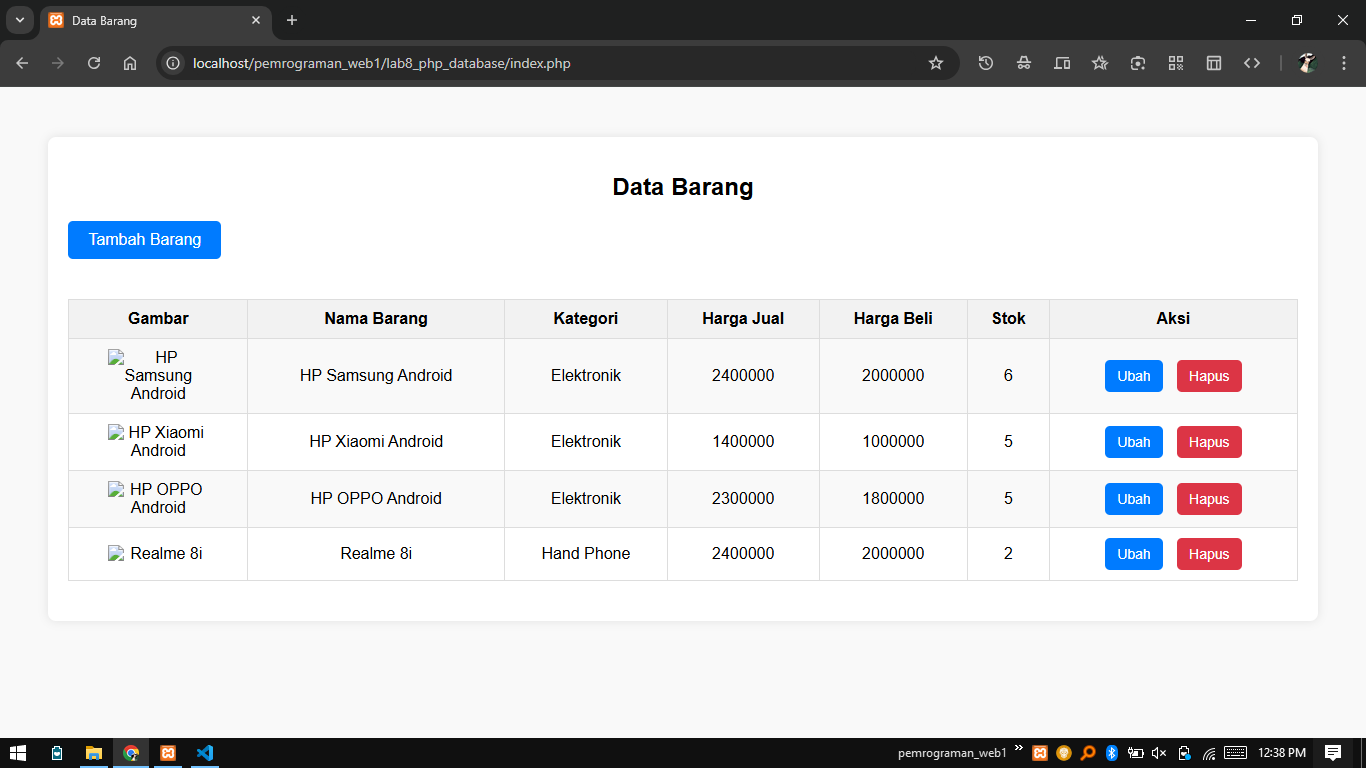 Data Barang
localhost/pemrograman_web1/lab8_php_database/index.php
Data Barang
Tambah Barang
Gambar Nama Barang Kategori Harga Jual Harga Beli Stok Aksi
HP
Samsung
Android
HP Samsung Android Elektronik 2400000 2000000 6 Ubah Hapus
HP Xiaomi
Android
HP Xiaomi Android Elektronik 1400000 1000000 5 Ubah Hapus
HP OPPO
Android
HP OPPO Android Elektronik 2300000 1800000 5 Ubah Hapus
Realme 8i Realme 8i Hand Phone 2400000 2000000 2 Ubah Hapus
pemrograman_web1 12:38 PM